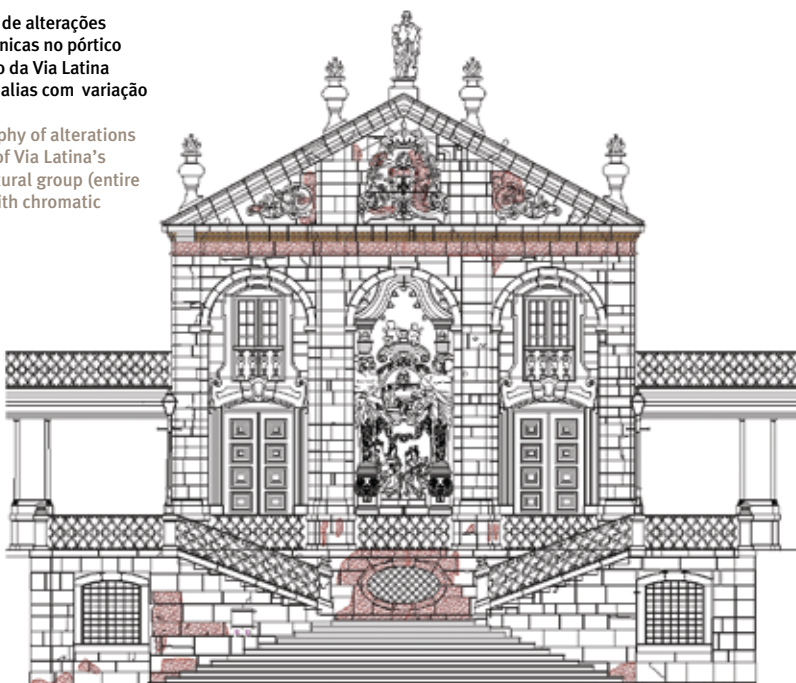 de alterações
nicas no pórtico
o da Via Latina
alias com variação
phy of alterations
of Via Latina's
tural group (entire
ith chromatic